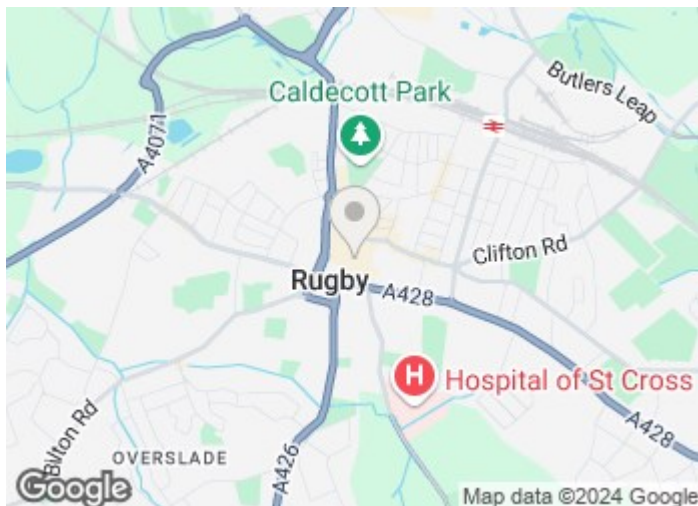 Butlers Leap
Caldecott Park
A4071
Clifton Rd
Rugby
A428
H
Hospital of St Cross
A428
Bilton Rd
OVERSLADE
A426
Google
Map data ©2024 Google